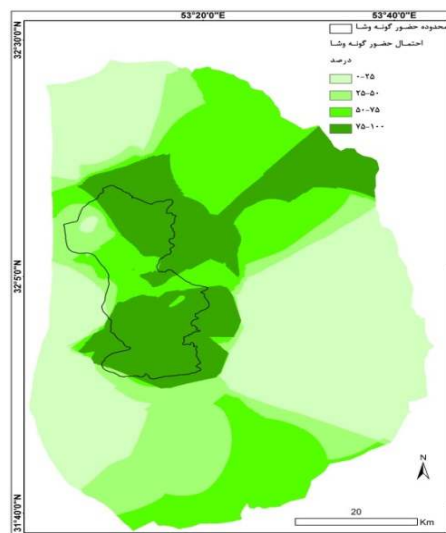 53°20'0"E
53°40'0"E
32°30'0"N
32°5'0"N
31°40'0"N
محدوده حضور گونه وشا
احتمال حضور گونه وشا
درصد
۰-۲۵
۲۵-۵۰
۵۰-۷۵
۷۵-۱۰۰
N
20
Km